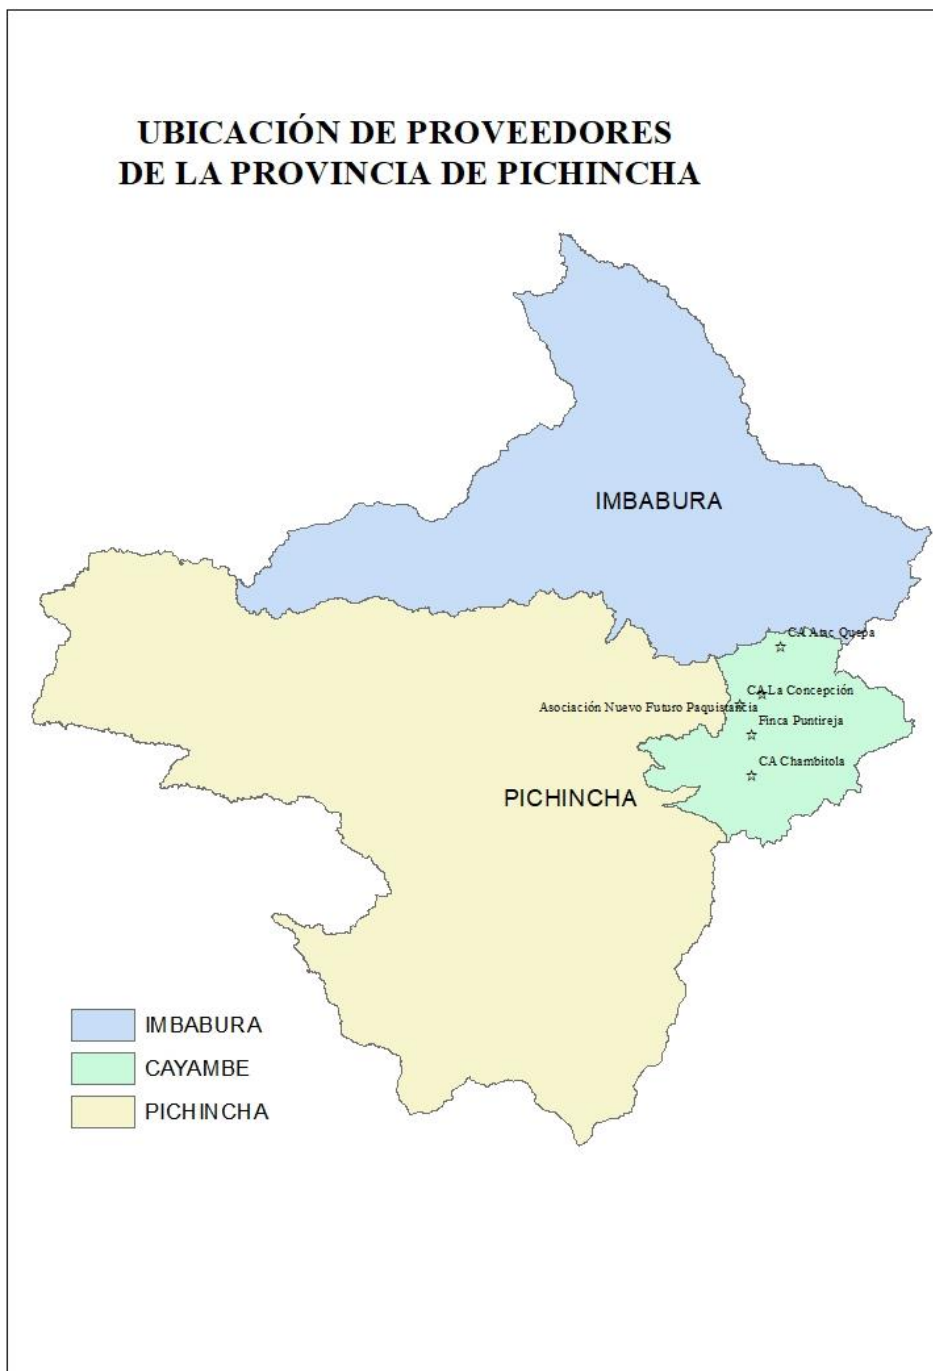 UBICACIÓN DE PROVEEDORES
DE LA PROVINCIA DE PICHINCHA
IMBABURA
CA Atac Quepa
CA La Concepción
Asociación Nuevo Futuro Paquistancia
Finca Puntireja
CA Chambitola
PICHINCHA
IMBABURA
CAYAMBE
PICHINCHA